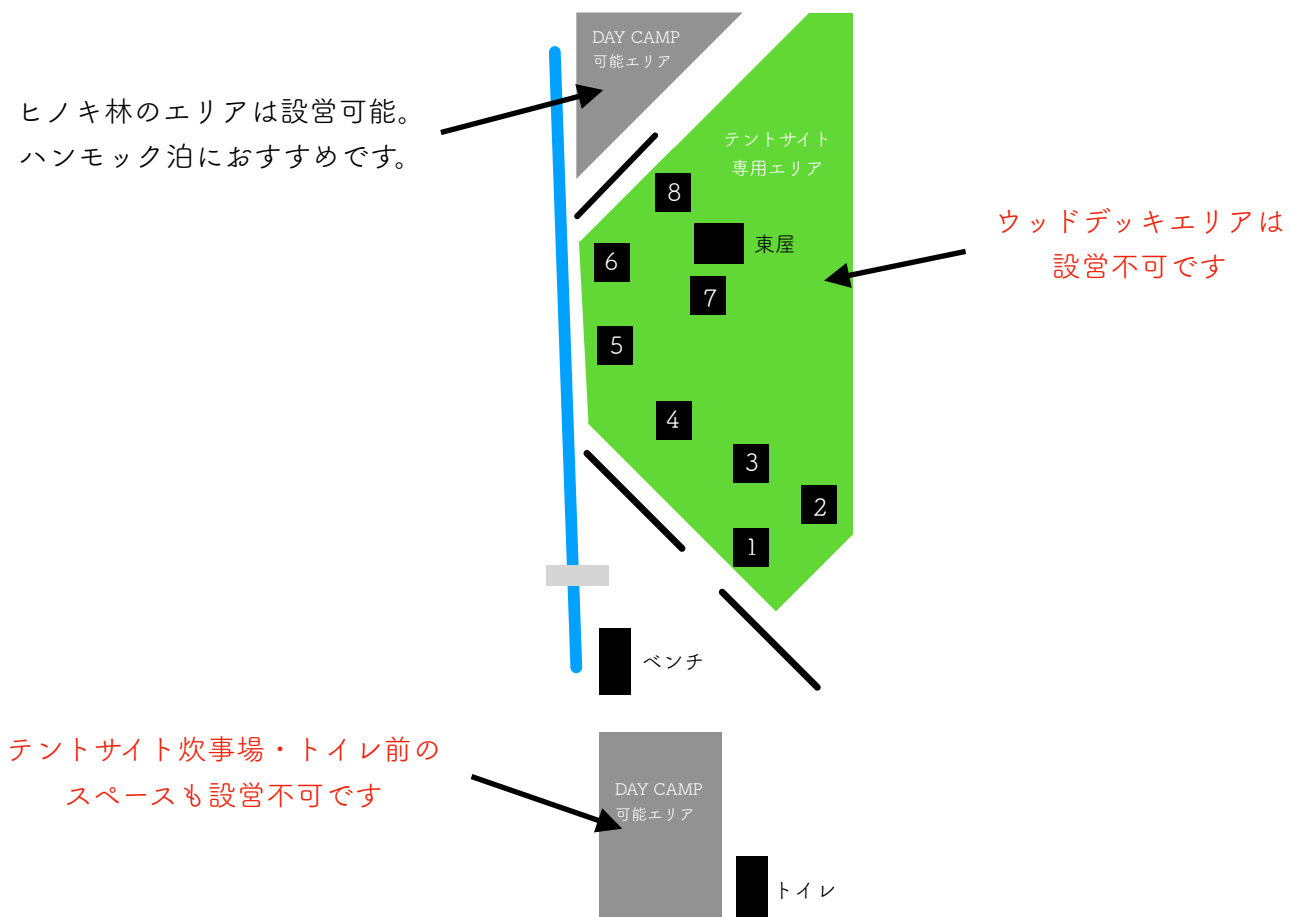 DAY CAMP
可能エリア
ヒノキ林のエリアは設営可能。
ハンモック泊におすすめです。
テントサイト
専用エリア
8
ウッドデッキエリアは
設営不可です
東屋
6
7
5
4
3
2
1
ベンチ
テントサイト炊事場・トイレ前の
スペースも設営不可です
DAY CAMP
可能エリア
トイレ